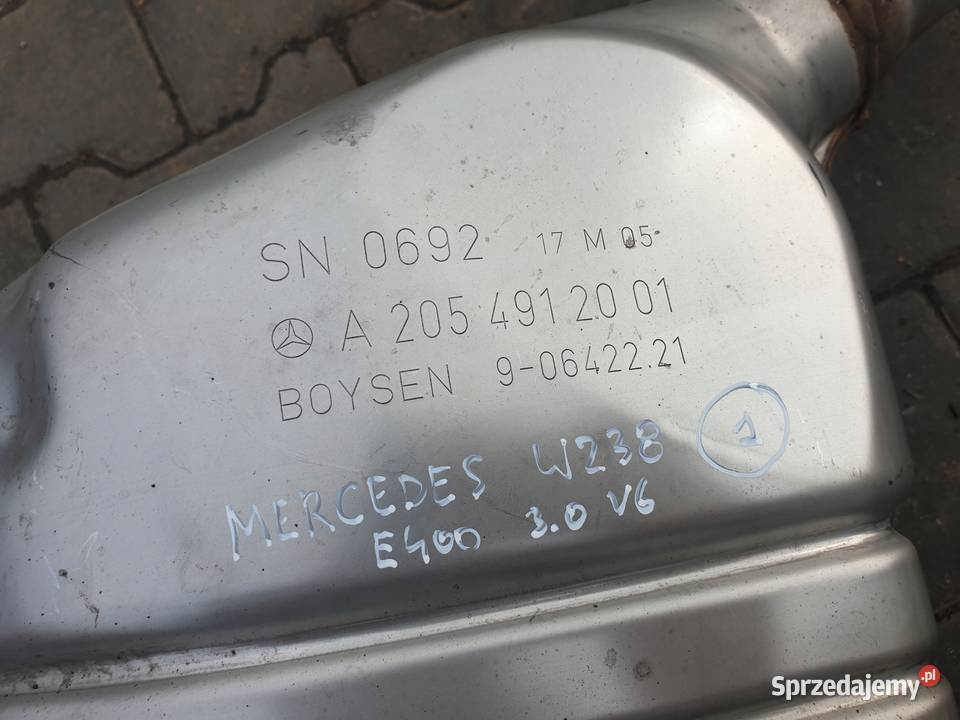 SN 0692 17 M 05
A 205 491 20 01
BOYSEN 9-06422.21
MERCEDES W238 1
E400 3.0 V6
Sprzedajemy.pl